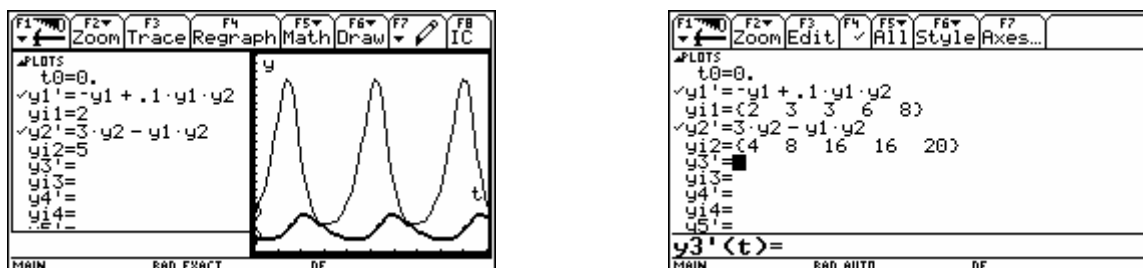 F1 F2 F3 F4 F5 F6 F7 F8
Zoom Trace Regraph Math Draw IC
PLOTS
t0=0.
✓y1'=-y1 + .1·y1·y2
yi1=2
✓y2'=3·y2 - y1·y2
yi2=5
y3'=
yi3=
y4'=
yi4=
y5'=
y
t
MAIN RAD EXACT DE
F1 F2 F3 F4 F5 F6 F7
Zoom Edit ✓ All Style Axes...
PLOTS
t0=0.
✓y1'=-y1 + .1·y1·y2
yi1={2 3 3 6 8}
✓y2'=3·y2 - y1·y2
yi2={4 8 16 16 20}
y3'=
yi3=
y4'=
yi4=
y5'=
y3'(t)=
MAIN RAD AUTO DE